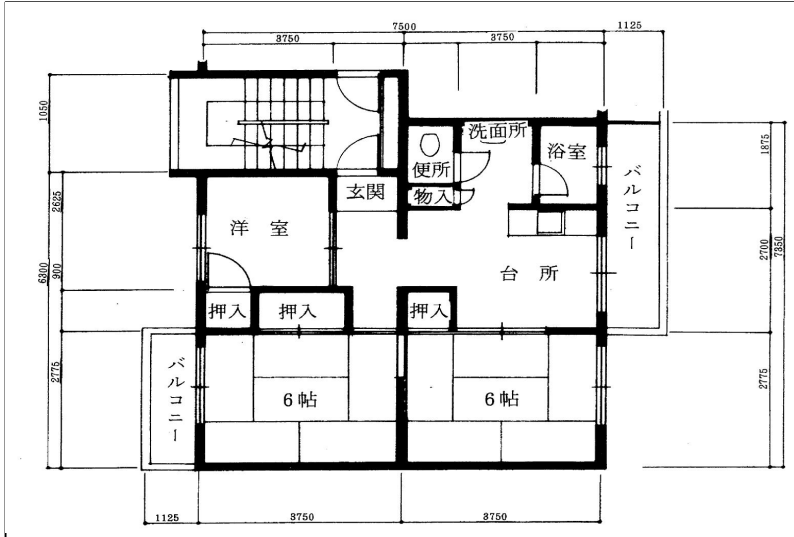 7500
3750
3750
1125
1050
2625
6300
900
2775
1875
2700
7350
2775
洗面所
浴室
便所
物入
玄関
洋室
台所
押入
押入
押入
バルコニー
バルコニー
6帖
6帖
1125
3750
3750